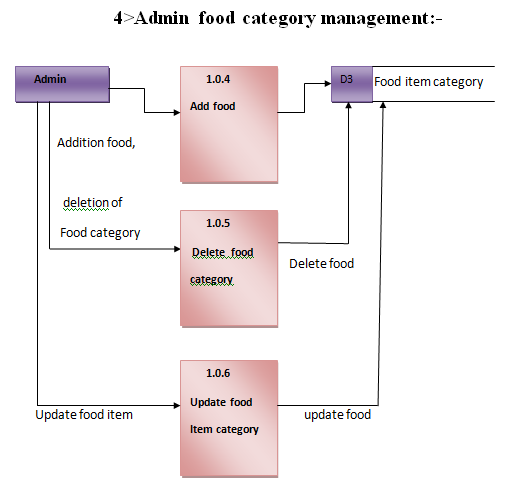 4>Admin food category management:-
Admin
1.0.4
Add food
D3
Food item category
Addition food,
deletion of
Food category
1.0.5
Delete food
category
Delete food
1.0.6
Update food
Item category
Update food item
update food